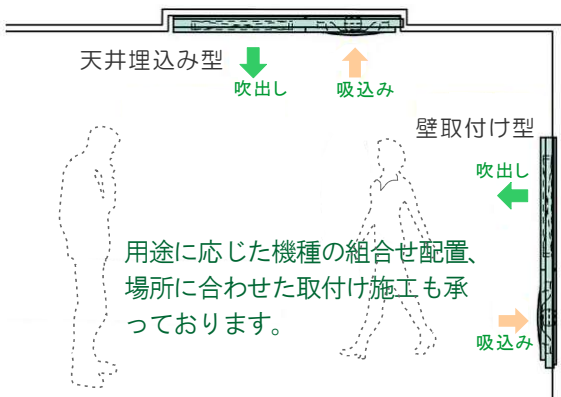 天井埋込み型
吹出し
吸込み
壁取付け型
吹出し
用途に応じた機種の組合せ配置、
場所に合わせた取付け施工も承
っております。
吸込み